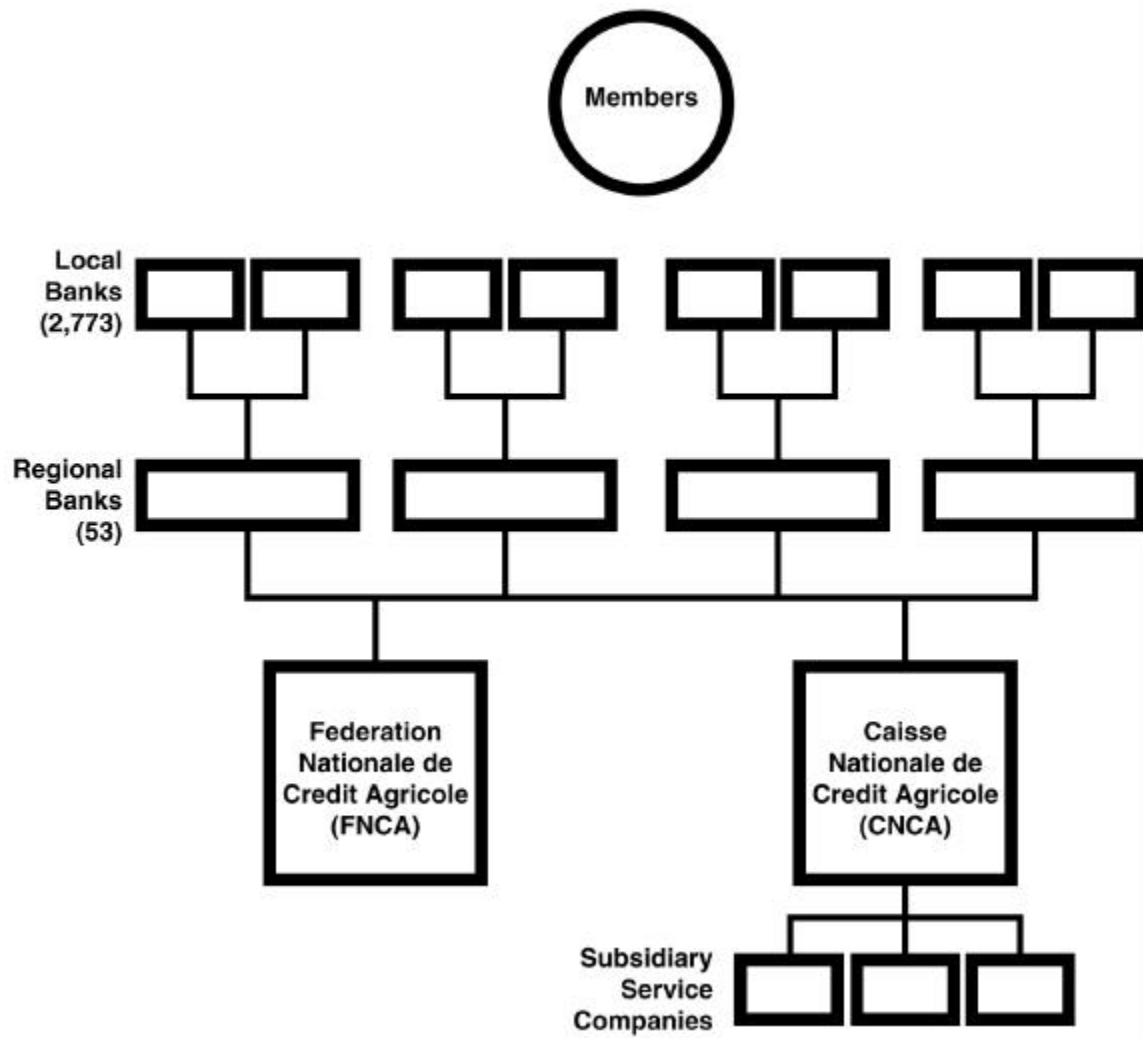 Members
Local
Banks
(2,773)
Regional
Banks
(53)
Federation
Nationale de
Credit Agricole
(FNCA)
Caisse
Nationale de
Credit Agricole
(CNCA)
Subsidiary
Service
Companies